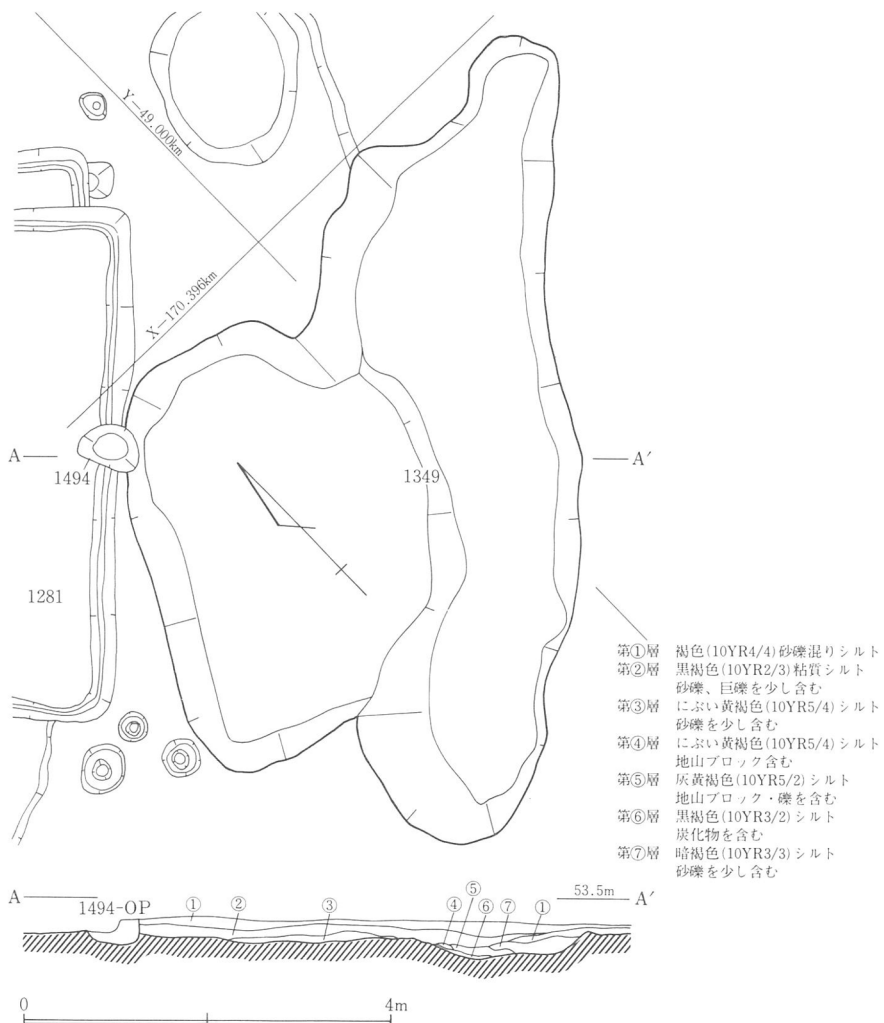 Y-49.000km
X-170.396km
A
A′
1494
1349
1281
第①層 褐色(10YR4/4)砂礫混りシルト
第②層 黒褐色(10YR2/3)粘質シルト
砂礫、巨礫を少し含む
第③層 にぶい黄褐色(10YR5/4)シルト
砂礫を少し含む
第④層 にぶい黄褐色(10YR5/4)シルト
地山ブロック含む
第⑤層 灰黄褐色(10YR5/2)シルト
地山ブロック・礫を含む
第⑥層 黒褐色(10YR3/2)シルト
炭化物を含む
第⑦層 暗褐色(10YR3/3)シルト
砂礫を少し含む
A
1494-OP
① ② ③ ④ ⑤ ⑥ ⑦ ①
53.5m
A′
0 4m